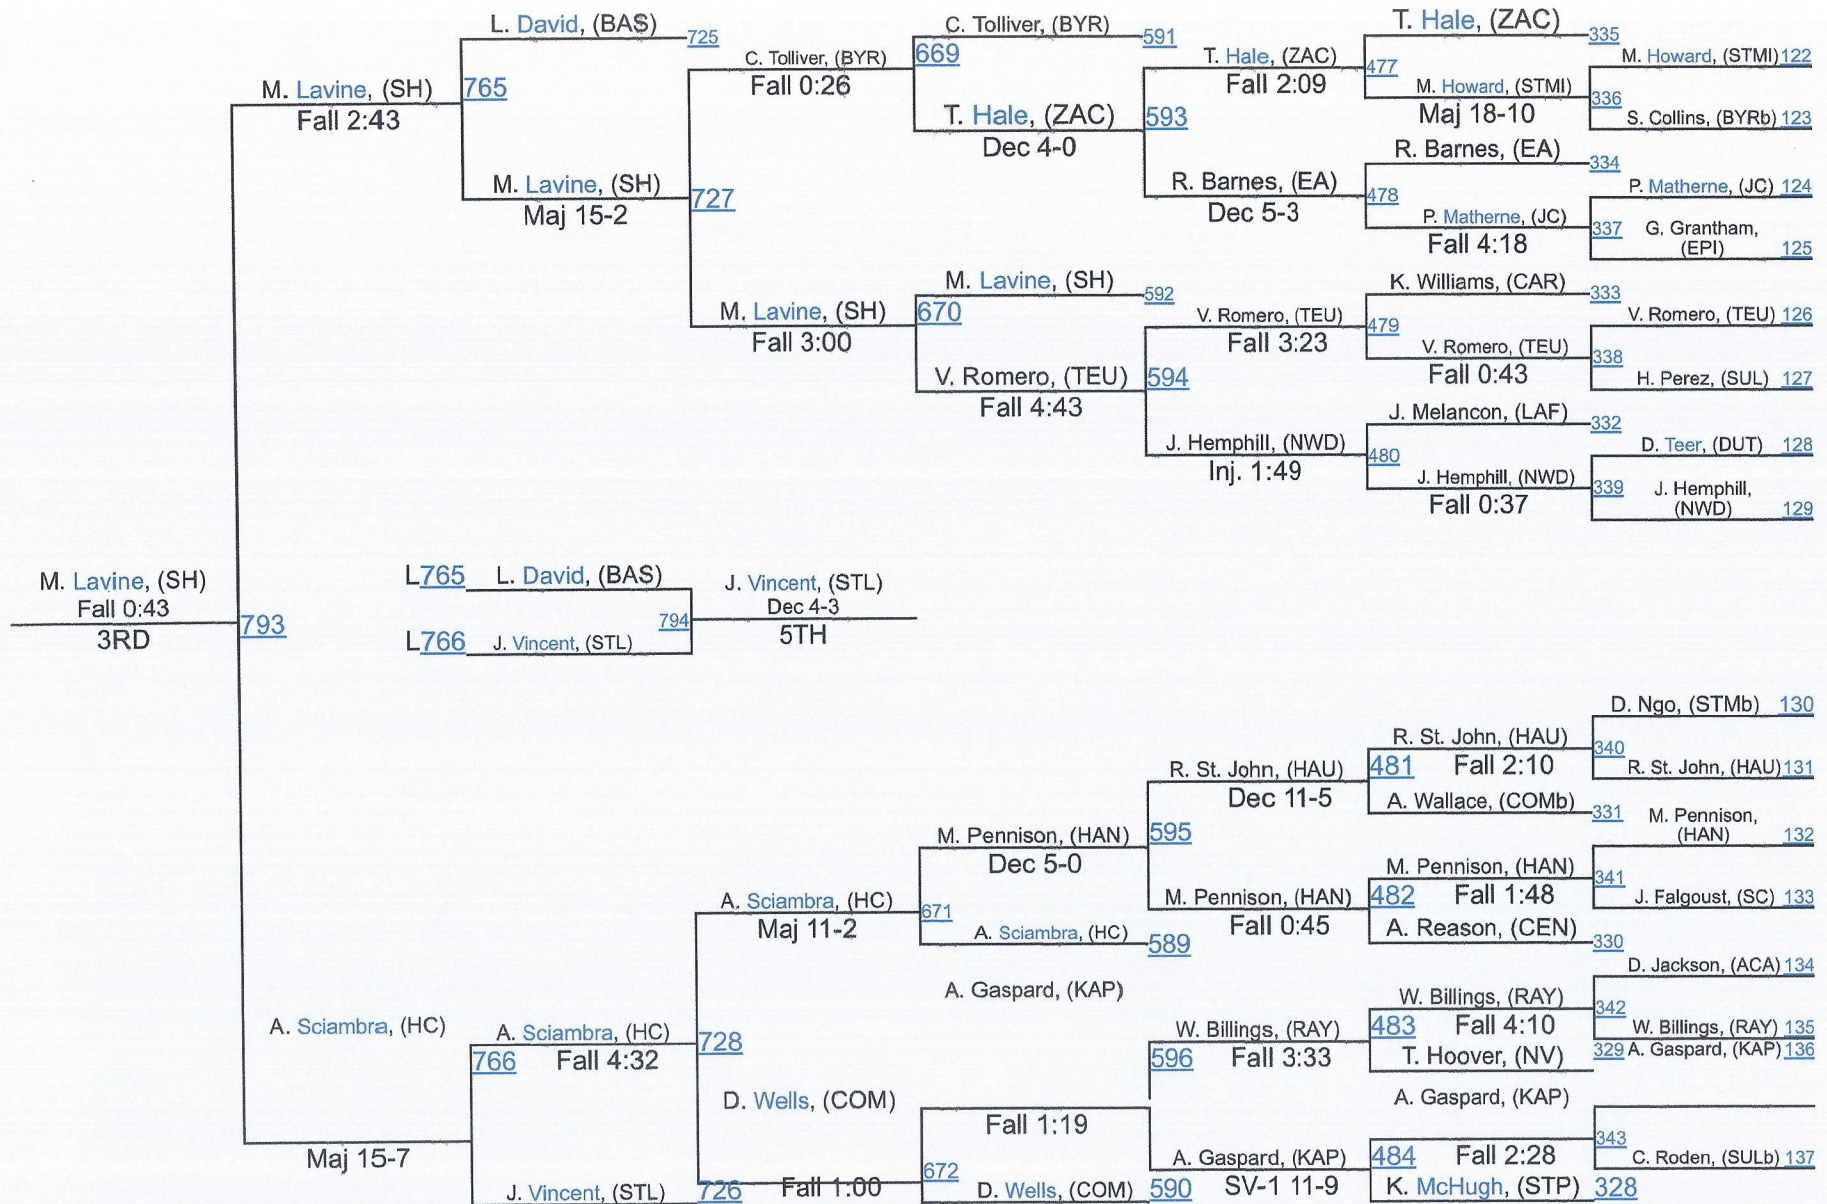 L. David, (BAS)
725
M. Lavine, (SH)
Fall 2:43
765
M. Lavine, (SH)
Maj 15-2
C. Tolliver, (BYR)
Fall 0:26
727
M. Lavine, (SH)
Fall 3:00
C. Tolliver, (BYR)
591
669
T. Hale, (ZAC)
Dec 4-0
M. Lavine, (SH)
592
670
V. Romero, (TEU)
Fall 4:43
T. Hale, (ZAC)
Fall 2:09
593
R. Barnes, (EA)
Dec 5-3
V. Romero, (TEU)
Fall 3:23
594
J. Hemphill, (NWD)
Inj. 1:49
T. Hale, (ZAC)
335
477
M. Howard, (STMI)
Maj 18-10
R. Barnes, (EA)
334
478
P. Matherne, (JC)
Fall 4:18
K. Williams, (CAR)
333
479
V. Romero, (TEU)
Fall 0:43
J. Melancon, (LAF)
332
480
J. Hemphill, (NWD)
Fall 0:37
M. Howard, (STMI) 122
336
S. Collins, (BYRb) 123
P. Matherne, (JC) 124
337
G. Grantham,
(EPI) 125
V. Romero, (TEU) 126
338
H. Perez, (SUL) 127
D. Teer, (DUT) 128
339
J. Hemphill,
(NWD) 129
M. Lavine, (SH)
Fall 0:43
3RD
793
L765 L. David, (BAS)
L766 J. Vincent, (STL)
794
J. Vincent, (STL)
Dec 4-3
5TH
A. Sciambra, (HC)
Maj 15-7
A. Sciambra, (HC)
766 Fall 4:32
J. Vincent, (STL) 726
A. Sciambra, (HC)
Maj 11-2
728
D. Wells, (COM)
Fall 1:00
M. Pennison, (HAN)
Dec 5-0
671
A. Sciambra, (HC) 589
A. Gaspard, (KAP)
Fall 1:19
672
D. Wells, (COM) 590
R. St. John, (HAU)
Dec 11-5
595
M. Pennison, (HAN)
Fall 0:45
W. Billings, (RAY)
596 Fall 3:33
A. Gaspard, (KAP)
SV-1 11-9
R. St. John, (HAU)
481 Fall 2:10
A. Wallace, (COMb) 331
M. Pennison, (HAN)
482 Fall 1:48
A. Reason, (CEN) 330
W. Billings, (RAY)
483 Fall 4:10
T. Hoover, (NV) 329
A. Gaspard, (KAP)
484 Fall 2:28
K. McHugh, (STP) 328
D. Ngo, (STMb) 130
340
R. St. John, (HAU) 131
M. Pennison,
(HAN) 132
341
J. Falgoust, (SC) 133
D. Jackson, (ACA) 134
342
W. Billings, (RAY) 135
A. Gaspard, (KAP) 136
343
C. Roden, (SULb) 137